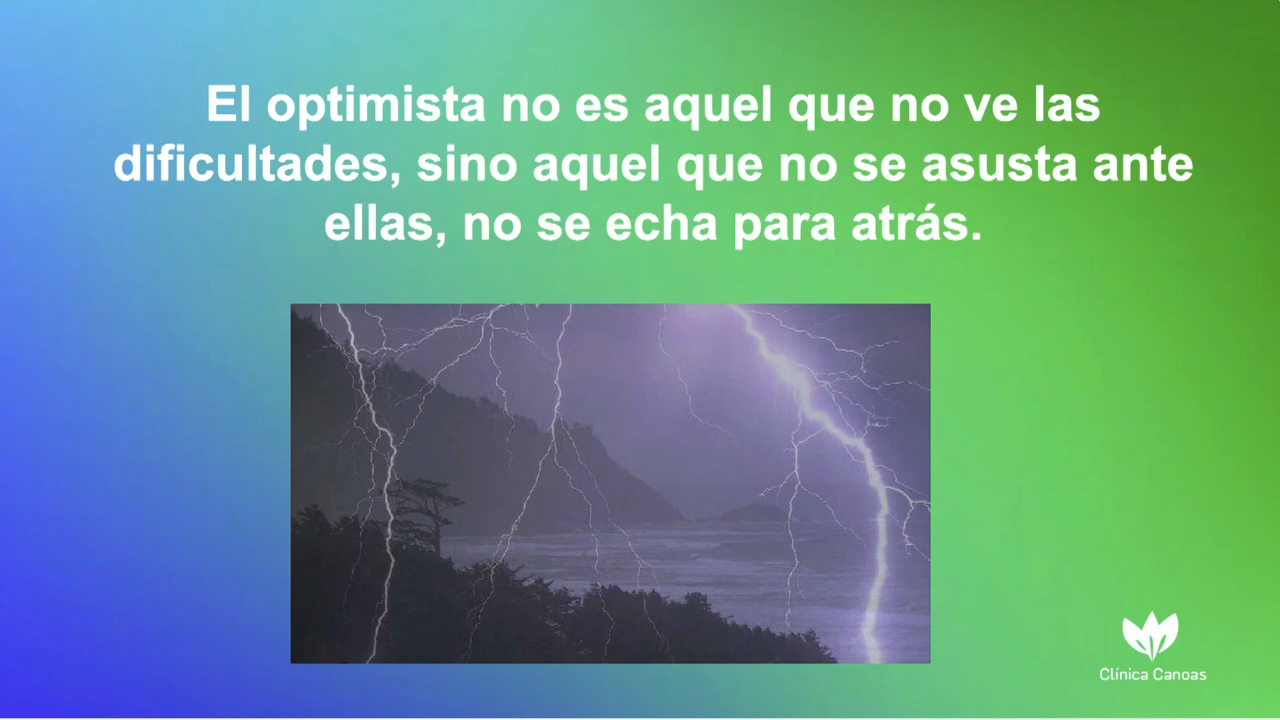 El optimista no es aquel que no ve las
dificultades, sino aquel que no se asusta ante
ellas, no se echa para atrás.
Clínica Canoas